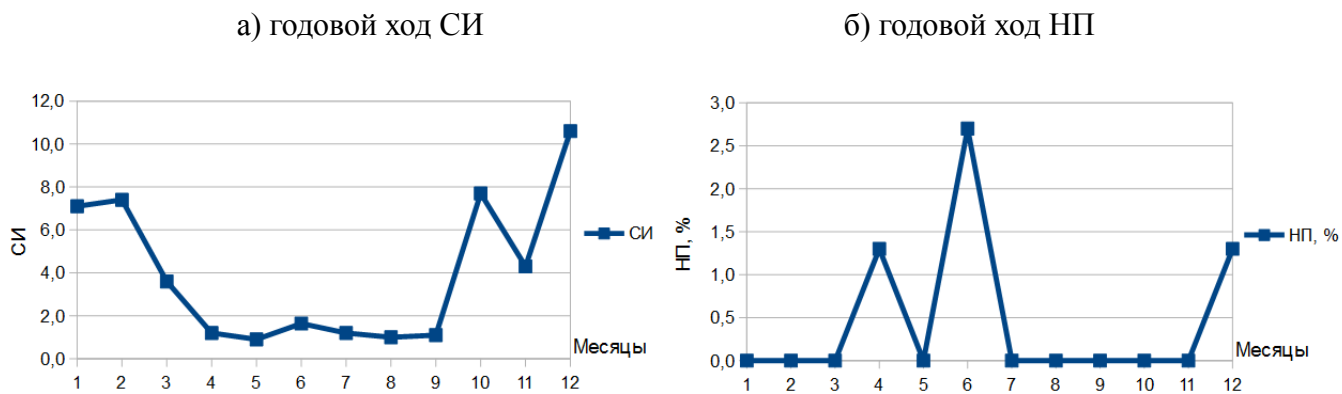 а) годовой ход СИ
б) годовой ход НП
12,0
10,0
8,0
6,0
4,0
2,0
0,0
СИ
1 2 3 4 5 6 7 8 9 10 11 12
Месяцы
СИ
3,0
2,5
2,0
1,5
1,0
0,5
0,0
НП, %
1 2 3 4 5 6 7 8 9 10 11 12
Месяцы
НП, %